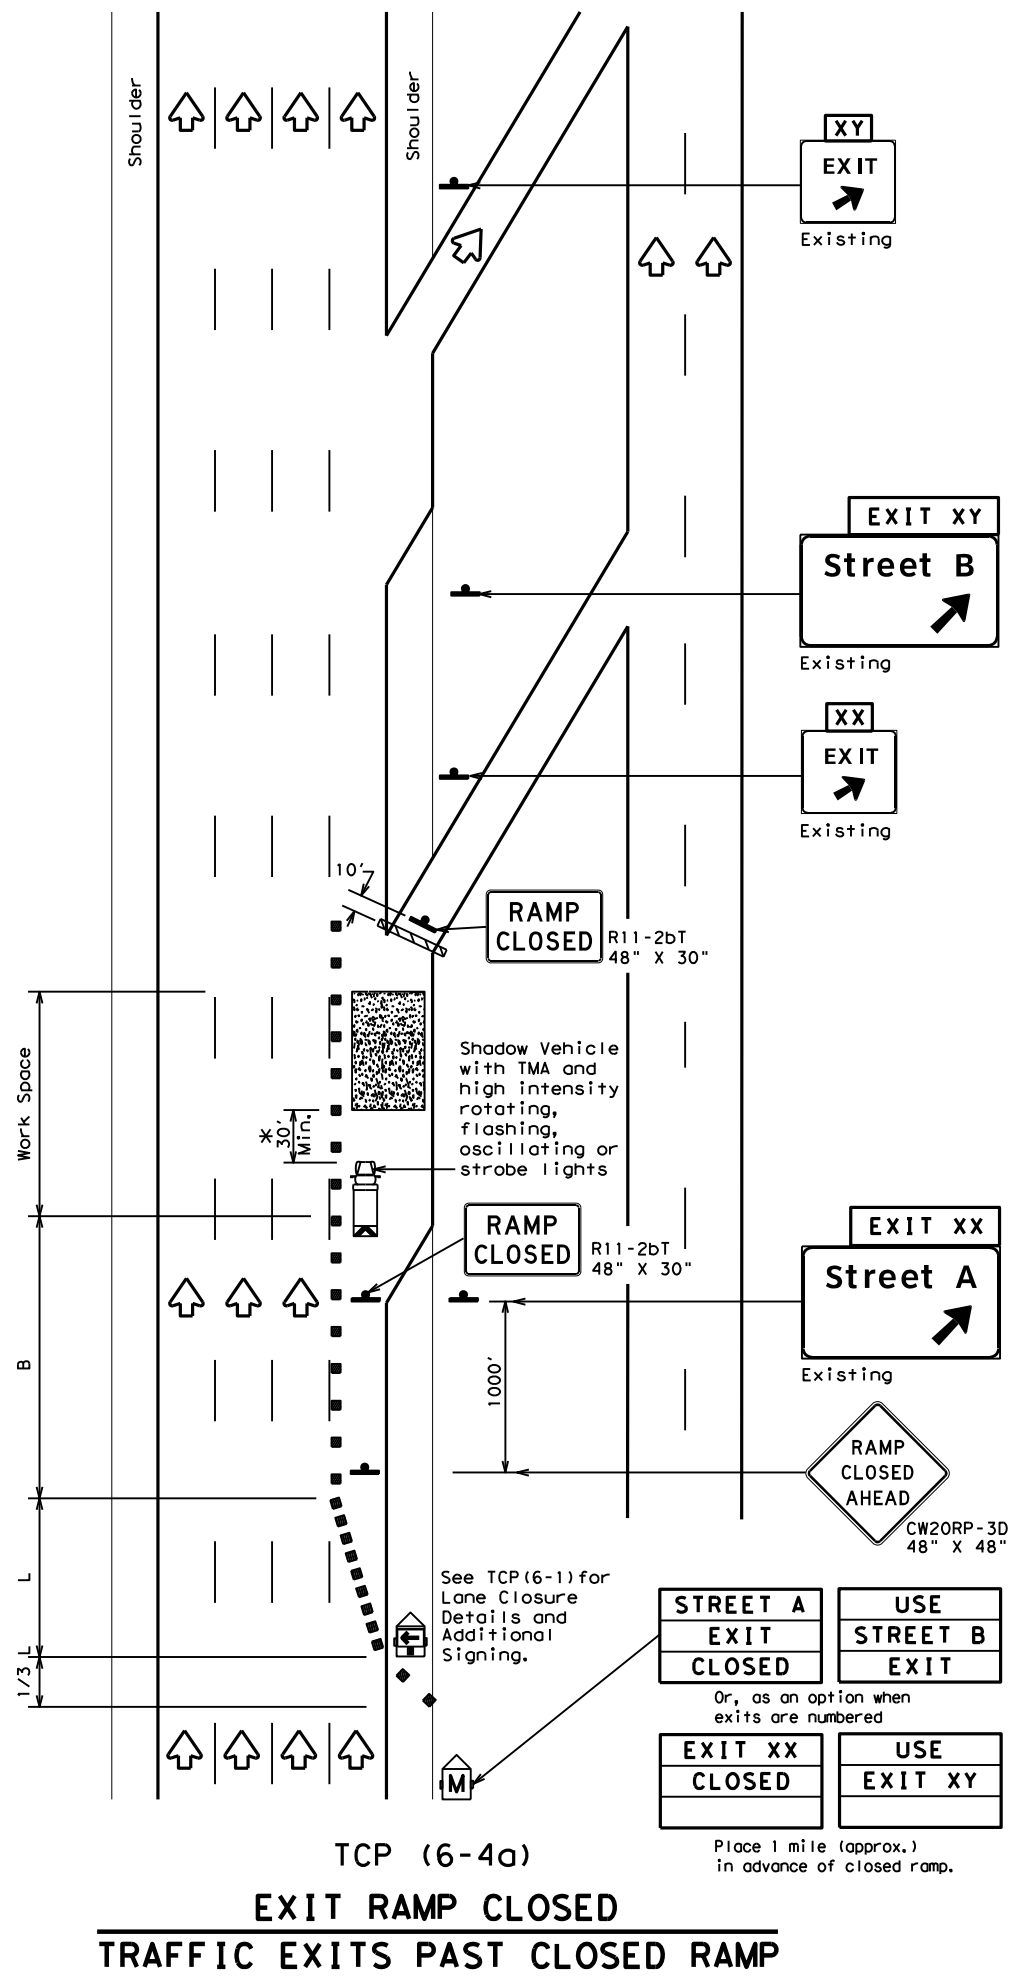 Shoulder
Shoulder
XY
EXIT
Existing
EXIT XY
Street B
Existing
XX
EXIT
Existing
10'
RAMP
CLOSED
R11-2bT
48" X 30"
Work Space
*
30'
Min.
Shadow Vehicle
with TMA and
high intensity
rotating,
flashing,
oscillating or
strobe lights
RAMP
CLOSED
R11-2bT
48" X 30"
EXIT XX
Street A
Existing
B
1000'
RAMP
CLOSED
AHEAD
CW20RP-3D
48" X 48"
L
1/3 L
See TCP(6-1)for
Lane Closure
Details and
Additional
Signing.
STREET A
EXIT
CLOSED
USE
STREET B
EXIT
Or, as an option when
exits are numbered
EXIT XX
CLOSED
USE
EXIT XY
M
Place 1 mile (approx.)
in advance of closed ramp.
TCP (6-4a)
EXIT RAMP CLOSED
TRAFFIC EXITS PAST CLOSED RAMP